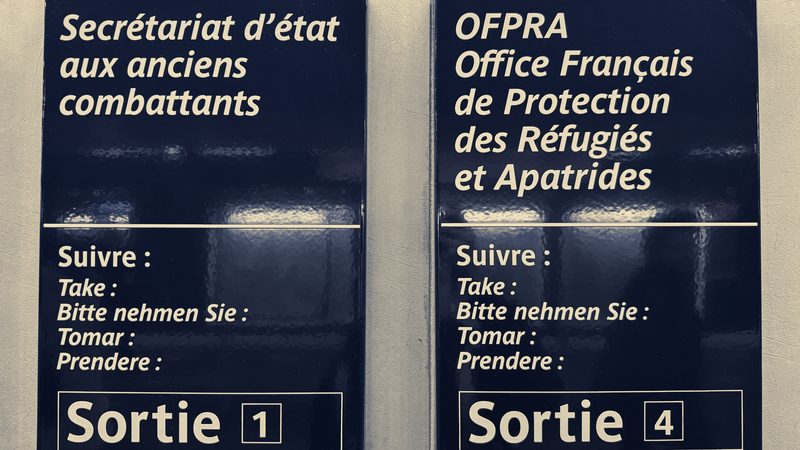 Secrétariat d'état
aux anciens
combattants
Suivre :
Take :
Bitte nehmen Sie :
Tomar :
Prendere :
Sortie 1
OFPRA
Office Français
de Protection
des Réfugiés
et Apatrides
Suivre :
Take :
Bitte nehmen Sie :
Tomar :
Prendere :
Sortie 4